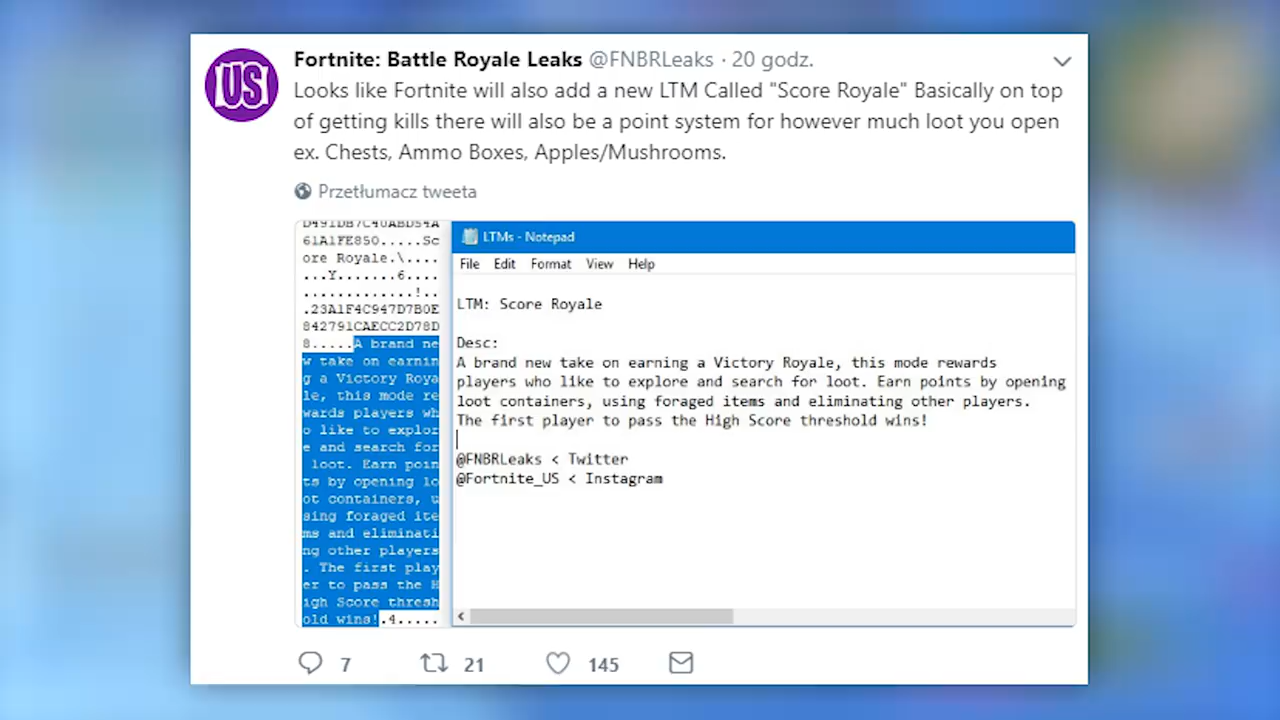 US
Fortnite: Battle Royale Leaks @FNBRLeaks · 20 godz.
Looks like Fortnite will also add a new LTM Called "Score Royale" Basically on top
of getting kills there will also be a point system for however much loot you open
ex. Chests, Ammo Boxes, Apples/Mushrooms.
Przetłumacz tweeta
D491DB7C40ABD54A
61A1FE850.....Sc
ore Royale.\....
...Y.......6....
.............!..
.23A1F4C947D7B0E
842791CAECC2D78D
8.....A brand ne
w take on earnin
g a Victory Roya
le, this mode re
wards players wh
o like to explor
e and search for
loot. Earn poin
ts by opening lo
ot containers, u
sing foraged ite
ms and eliminati
ng other players
. The first play
er to pass the H
igh Score thresh
old wins!.4.....
LTMs - Notepad
File Edit Format View Help
LTM: Score Royale
Desc:
A brand new take on earning a Victory Royale, this mode rewards
players who like to explore and search for loot. Earn points by opening
loot containers, using foraged items and eliminating other players.
The first player to pass the High Score threshold wins!
@FNBRLeaks < Twitter
@Fortnite_US < Instagram
7 21 145